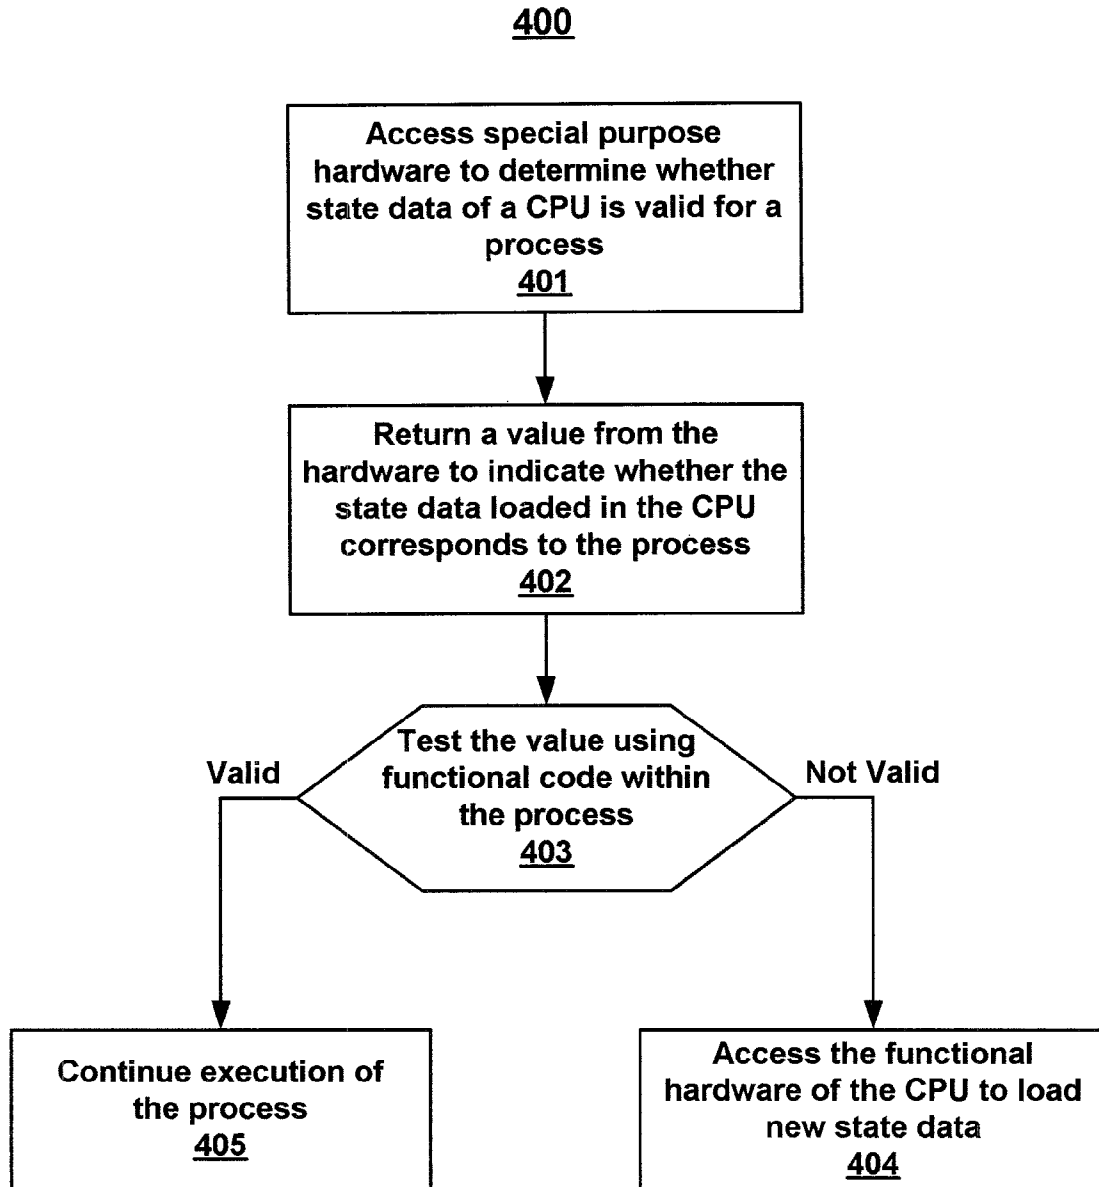 400
Access special purpose
hardware to determine whether
state data of a CPU is valid for a
process
401
Return a value from the
hardware to indicate whether the
state data loaded in the CPU
corresponds to the process
402
Test the value using
functional code within
the process
403
Valid
Not Valid
Continue execution of
the process
405
Access the functional
hardware of the CPU to load
new state data
404